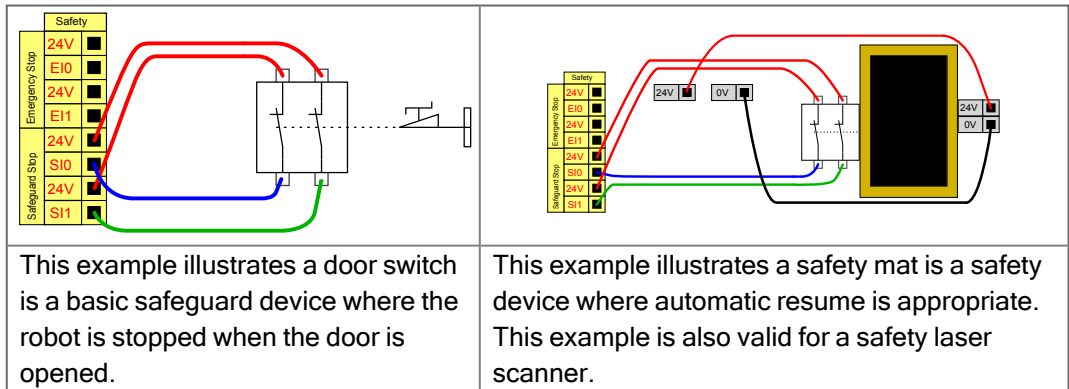 Safety
Emergency Stop
24V
EI0
24V
EI1
Safeguard Stop
24V
SI0
24V
SI1
Safety
Emergency Stop
24V
EI0
24V
EI1
Safeguard Stop
24V
SI0
24V
SI1
24V
0V
24V
0V
This example illustrates a door switch
is a basic safeguard device where the
robot is stopped when the door is
opened.
This example illustrates a safety mat is a safety
device where automatic resume is appropriate.
This example is also valid for a safety laser
scanner.